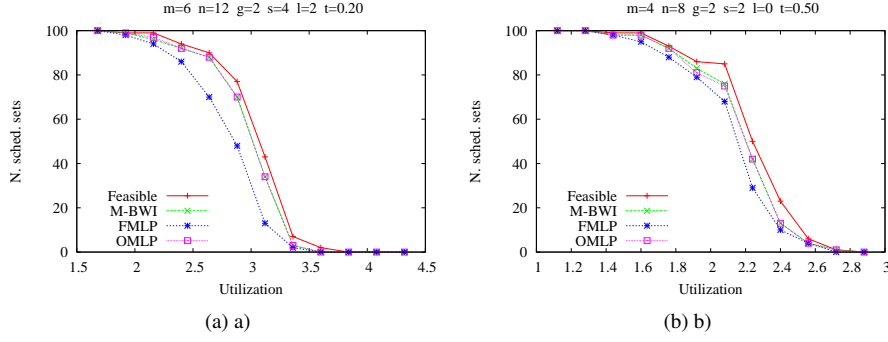 m=6 n=12 g=2 s=4 l=2 t=0.20
100
80
60
40
20
0
N. sched. sets
Feasible
M-BWI
FMLP
OMLP
1.5 2 2.5 3 3.5 4 4.5
Utilization
(a) a)
m=4 n=8 g=2 s=2 l=0 t=0.50
100
80
60
40
20
0
N. sched. sets
Feasible
M-BWI
FMLP
OMLP
1 1.2 1.4 1.6 1.8 2 2.2 2.4 2.6 2.8 3
Utilization
(b) b)